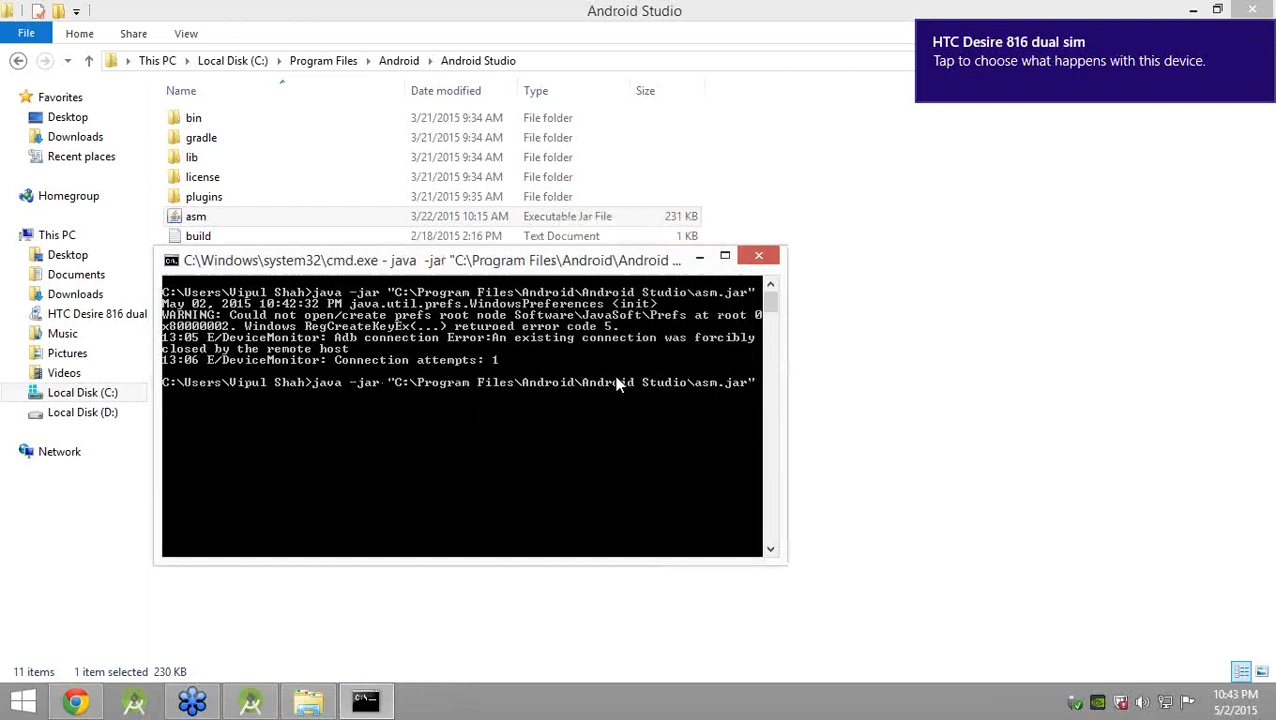 Android Studio
File Home Share View
HTC Desire 816 dual sim
Tap to choose what happens with this device.
This PC Local Disk (C:) Program Files Android Android Studio
Name Date modified Type Size
Favorites
Desktop
Downloads
Recent places
Homegroup
This PC
Desktop
Documents
HTC Desire 816 dual
Music
Pictures
Videos
Local Disk (C:)
Local Disk (D:)
Network
bin 3/21/2015 9:34 AM File folder
gradle 3/21/2015 9:34 AM File folder
lib 3/21/2015 9:34 AM File folder
license 3/21/2015 9:34 AM File folder
plugins 3/21/2015 9:35 AM File folder
asm 3/22/2015 10:15 AM Executable Jar File 231 KB
build 2/18/2015 2:16 PM Text Document 1 KB
C:\Windows\system32\cmd.exe - java -jar "C:\Program Files\Android\Android ...
C:\Users\Vipul Shah>java -jar "C:\Program Files\Android\Android Studio\asm.jar"
May 02, 2015 10:42:32 PM java.util.prefs.WindowsPreferences <init>
WARNING: Could not open/create prefs root node Software\JavaSoft\Prefs at root 0
x80000002. Windows RegCreateKeyEx(...) returned error code 5.
13:05 E/DeviceMonitor: Adb connection Error:An existing connection was forcibly
closed by the remote host
13:06 E/DeviceMonitor: Connection attempts: 1
C:\Users\Vipul Shah>java -jar "C:\Program Files\Android\Android Studio\asm.jar"
11 items 1 item selected 230 KB
10:43 PM
5/2/2015